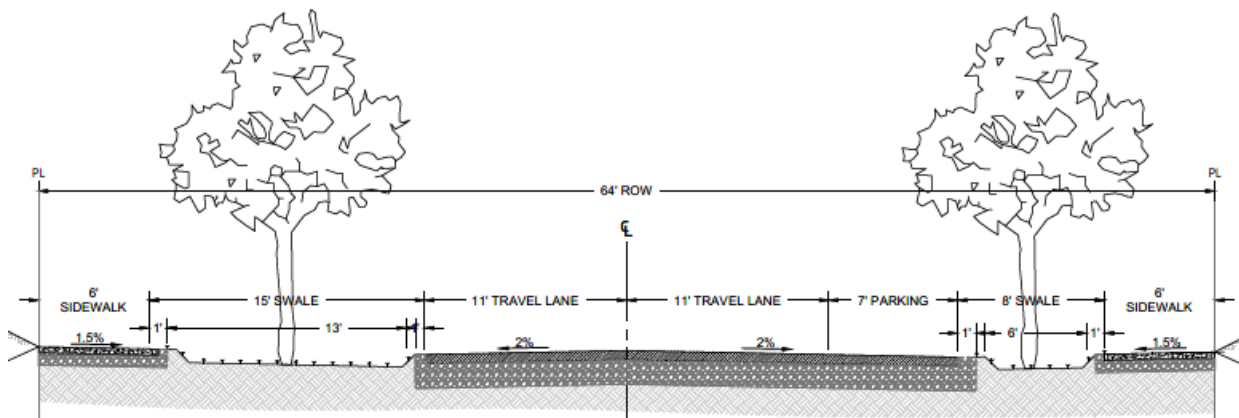 PL
PL
64' ROW
℄
6'
SIDEWALK
15' SWALE
11' TRAVEL LANE
11' TRAVEL LANE
7' PARKING
8' SWALE
6'
SIDEWALK
1'
13'
1'
1'
6'
1'
1.5%
2%
2%
1.5%